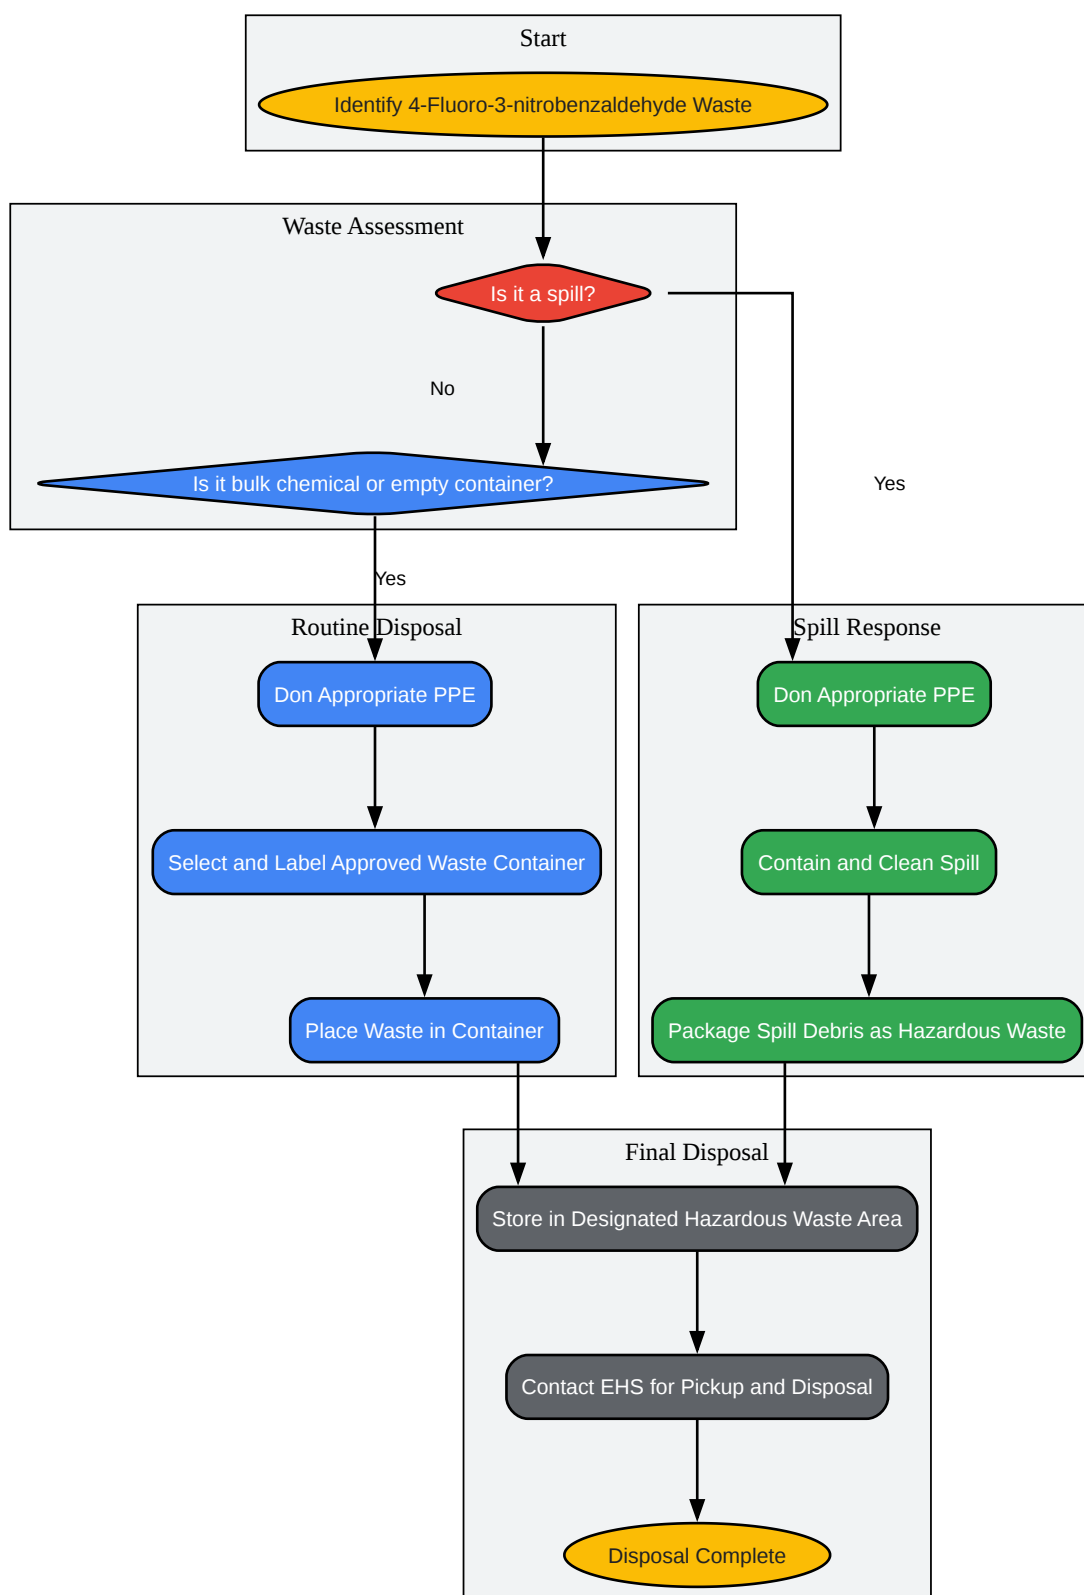 Start
Identify 4-Fluoro-3-nitrobenzaldehyde Waste
Waste Assessment
Is it a spill?
No
Is it bulk chemical or empty container?
Yes
Yes
Routine Disposal
Spill Response
Don Appropriate PPE
Don Appropriate PPE
Select and Label Approved Waste Container
Contain and Clean Spill
Place Waste in Container
Package Spill Debris as Hazardous Waste
Final Disposal
Store in Designated Hazardous Waste Area
Contact EHS for Pickup and Disposal
Disposal Complete